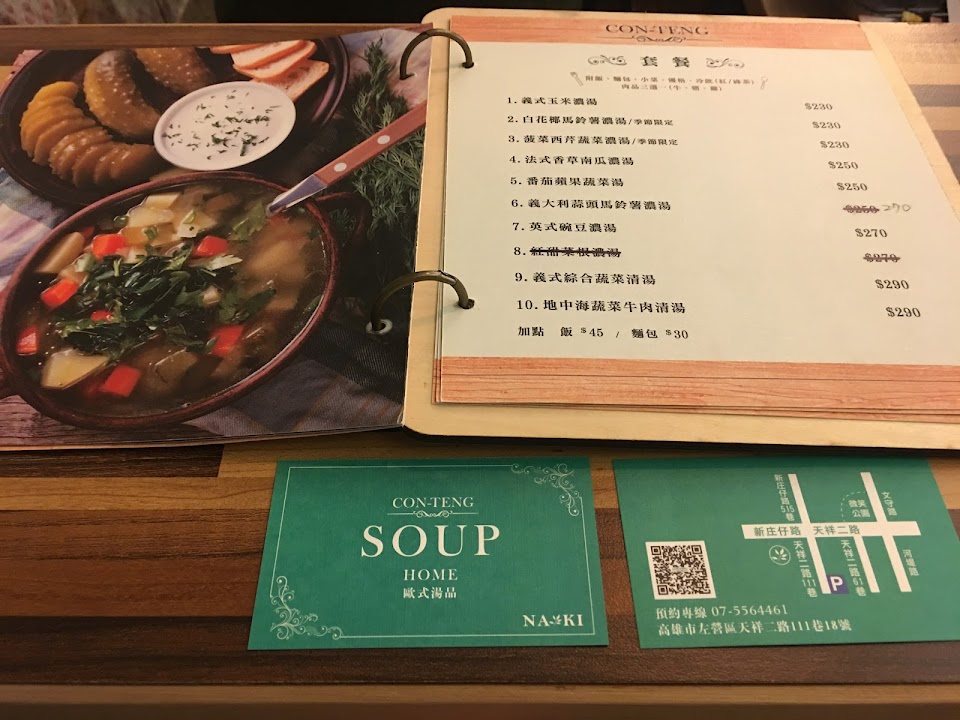 CON-TENG
套餐
附飯、麵包、小菜、優格、冷飲(紅/綠茶)
肉品三選一(牛、豬、雞)
1. 義式玉米濃湯 $230
2. 白花椰馬鈴薯濃湯/季節限定 $230
3. 菠菜西芹蔬菜濃湯/季節限定 $230
4. 法式香草南瓜濃湯 $250
5. 番茄蘋果蔬菜湯 $250
6. 義大利蒜頭馬鈴薯濃湯 $250 270
7. 英式碗豆濃湯 $270
8. 紅甜菜根濃湯 $270
9. 義式綜合蔬菜清湯 $290
10. 地中海蔬菜牛肉清湯 $290
加點 飯 $45 / 麵包 $30
CON-TENG
SOUP
HOME
歐式湯品
NA KI
新庄仔路515巷
微笑公園
文守路
新庄仔路 天祥二路
天祥二路111巷
P
天祥二路61巷
河堤路
預約專線 07-5564461
高雄市左營區天祥二路111巷18號